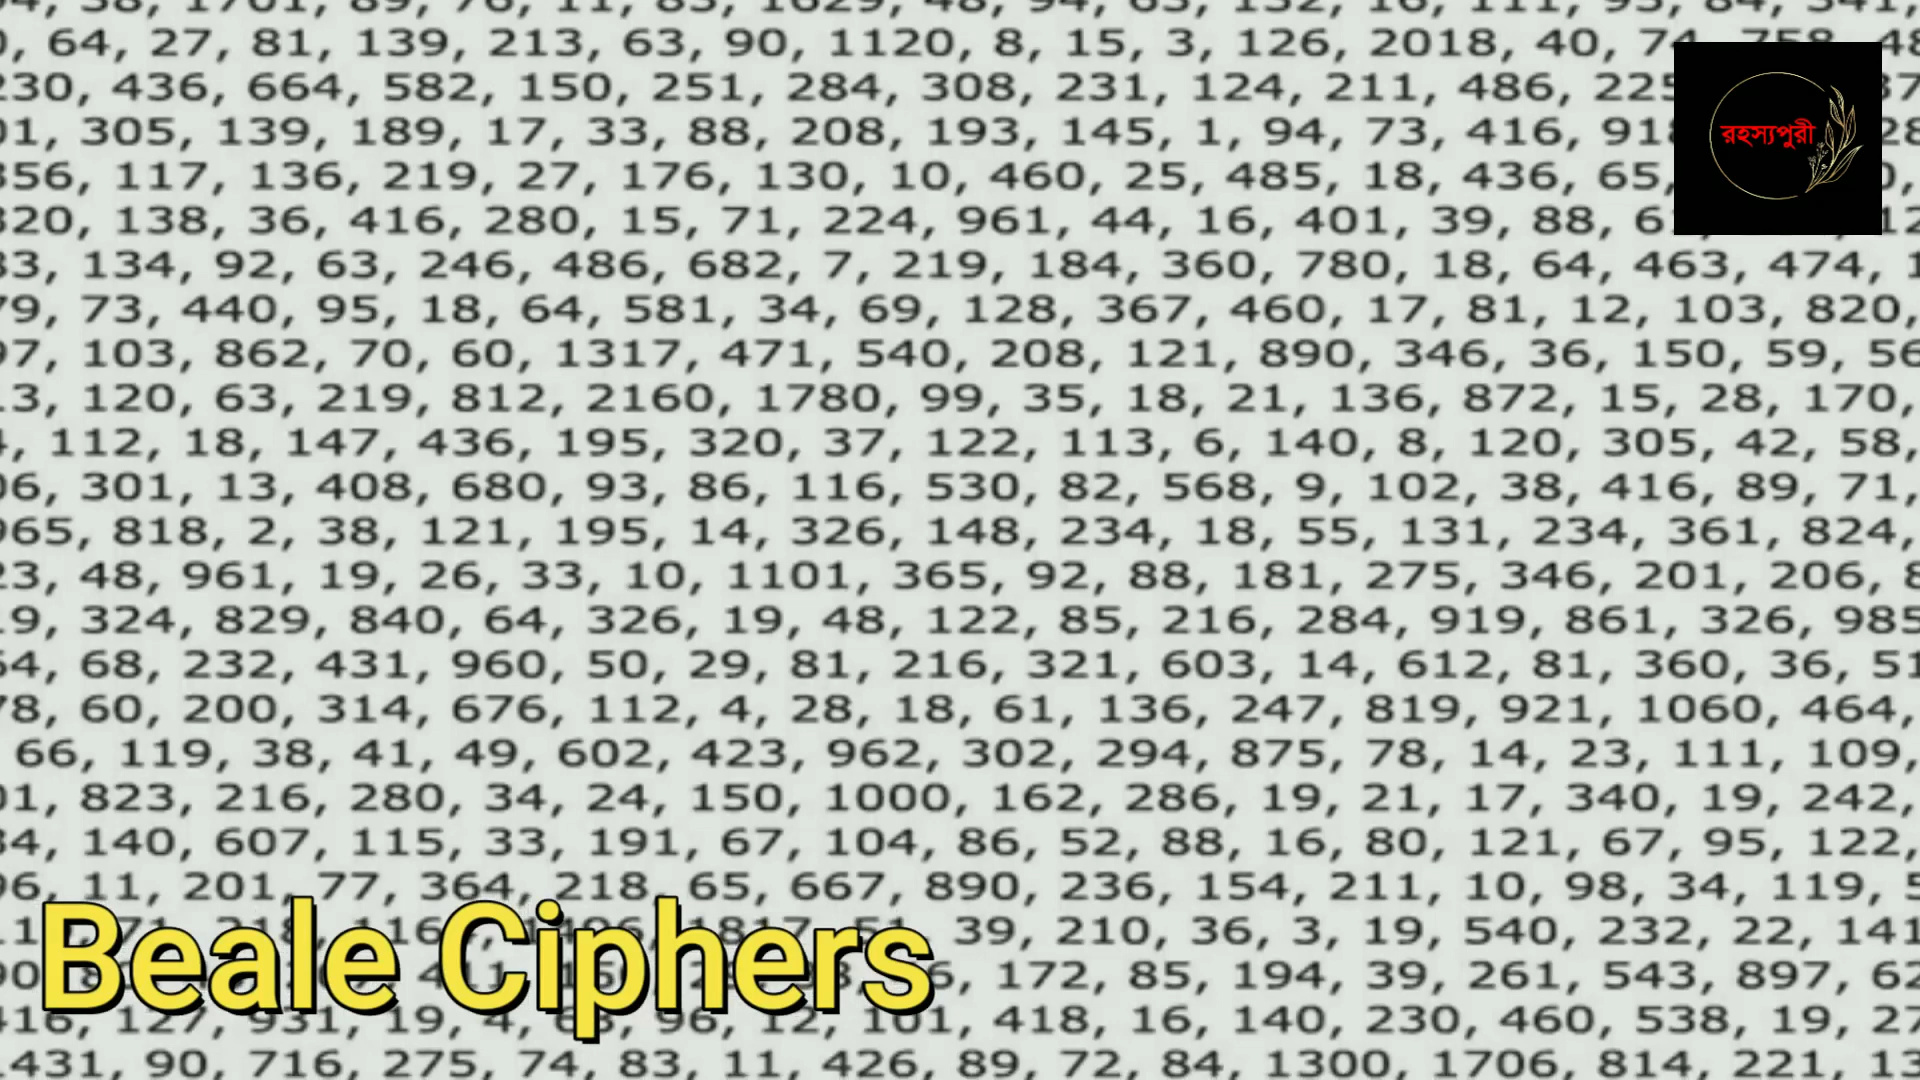 64, 27, 81, 139, 213, 63, 90, 1120, 8, 15, 3, 126, 2018, 40,
436, 664, 582, 150, 251, 284, 308, 231, 124, 211, 486,
305, 139, 189, 17, 33, 88, 208, 193, 145, 1, 94, 73, 416,
117, 136, 219, 27, 176, 130, 10, 460, 25, 485, 18, 436, 65,
138, 36, 416, 280, 15, 71, 224, 961, 44, 16, 401, 39, 88,
134, 92, 63, 246, 486, 682, 7, 219, 184, 360, 780, 18, 64, 463, 474,
73, 440, 95, 18, 64, 581, 34, 69, 128, 367, 460, 17, 81, 12, 103, 820,
103, 862, 70, 60, 1317, 471, 540, 208, 121, 890, 346, 36, 150, 59,
120, 63, 219, 812, 2160, 1780, 99, 35, 18, 21, 136, 872, 15, 28, 170,
112, 18, 147, 436, 195, 320, 37, 122, 113, 6, 140, 8, 120, 305, 42, 58,
301, 13, 408, 680, 93, 86, 116, 530, 82, 568, 9, 102, 38, 416, 89, 71,
818, 2, 38, 121, 195, 14, 326, 148, 234, 18, 55, 131, 234, 361, 824,
48, 961, 19, 26, 33, 10, 1101, 365, 92, 88, 181, 275, 346, 201, 206,
324, 829, 840, 64, 326, 19, 48, 122, 85, 216, 284, 919, 861, 326, 985
68, 232, 431, 960, 50, 29, 81, 216, 321, 603, 14, 612, 81, 360, 36,
60, 200, 314, 676, 112, 4, 28, 18, 61, 136, 247, 819, 921, 1060, 464,
66, 119, 38, 41, 49, 602, 423, 962, 302, 294, 875, 78, 14, 23, 111, 109,
823, 216, 280, 34, 24, 150, 1000, 162, 286, 19, 21, 17, 340, 19, 242,
140, 607, 115, 33, 191, 67, 104, 86, 52, 88, 16, 80, 121, 67, 95, 122,
11, 201, 77, 364, 218, 65, 667, 890, 236, 154, 211, 10, 98, 34, 119,
39, 210, 36, 3, 19, 540, 232, 22, 141
172, 85, 194, 39, 261, 543, 897,
127, 931, 19, 4, 63, 96, 12, 101, 418, 16, 140, 230, 460, 538, 19,
431, 90, 716, 275, 74, 83, 11, 426, 89, 72, 84, 1300, 1706, 814, 221,
রহস্যপুরী
Beale Ciphers